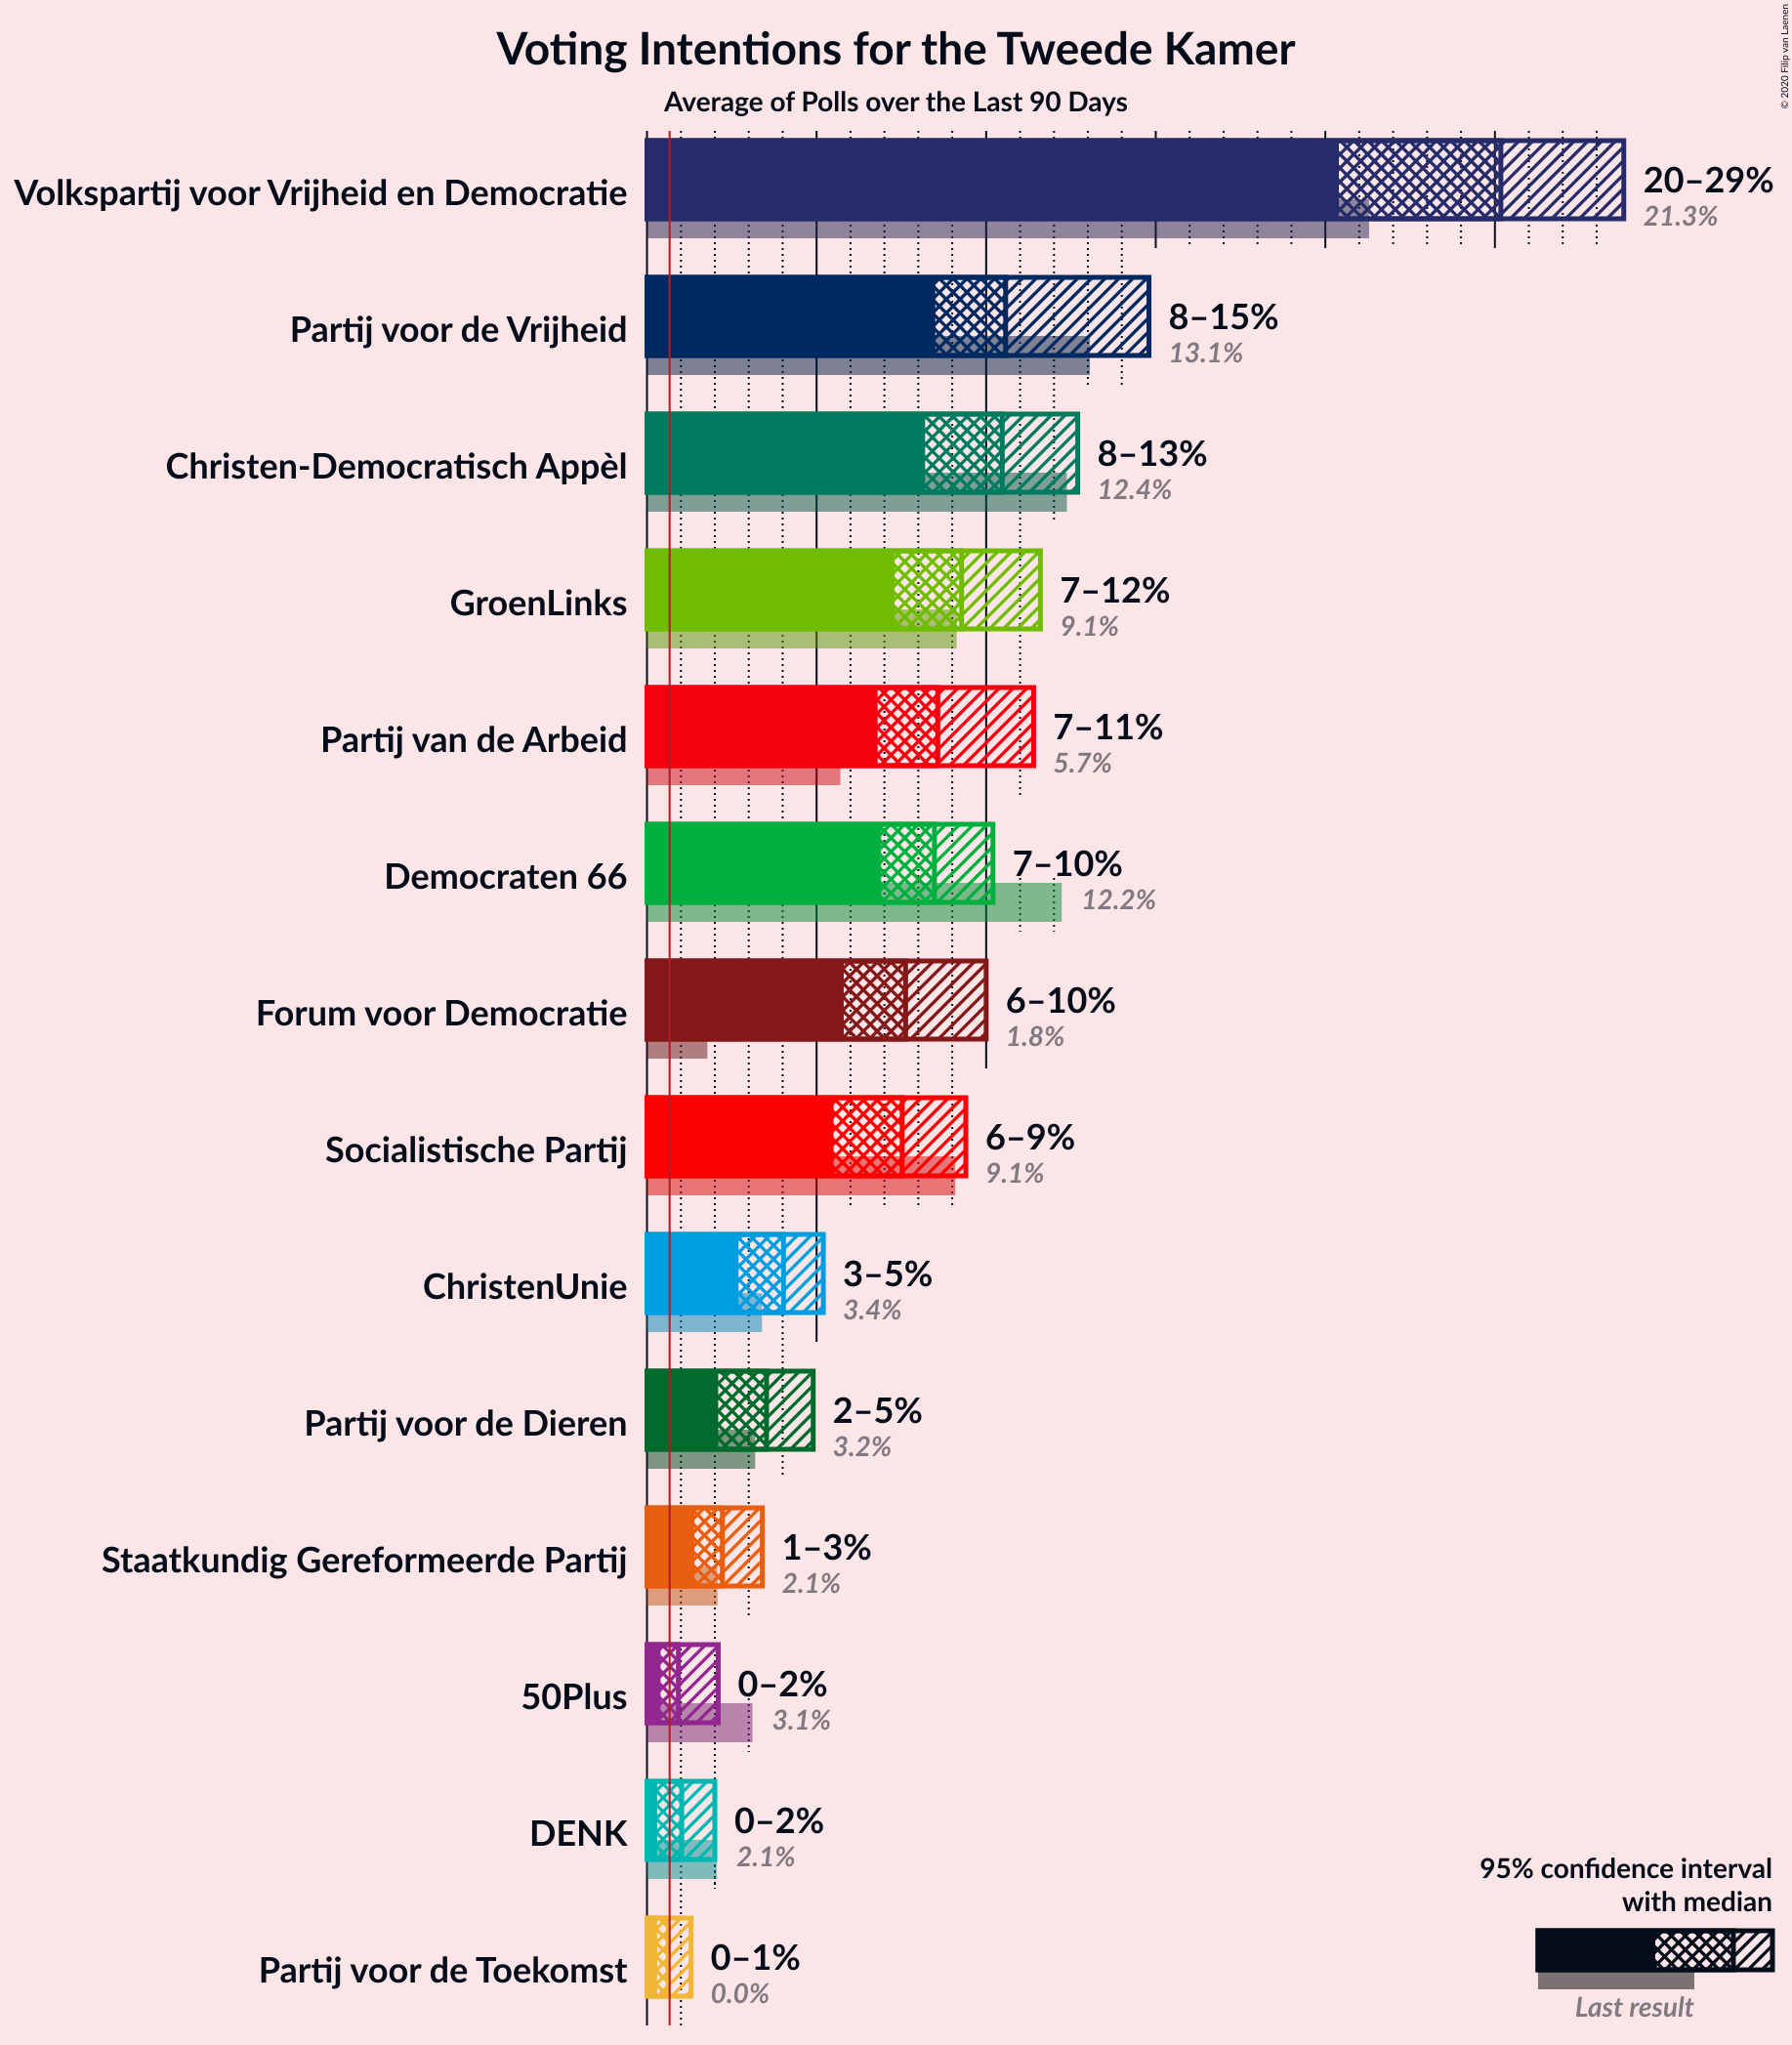 © 2020 Filip van Laenen
Voting Intentions for the Tweede Kamer
Average of Polls over the Last 90 Days
Volkspartij voor Vrijheid en Democratie
20–29%
21.3%
Partij voor de Vrijheid
8–15%
13.1%
Christen-Democratisch Appèl
8–13%
12.4%
GroenLinks
7–12%
9.1%
Partij van de Arbeid
7–11%
5.7%
Democraten 66
7–10%
12.2%
Forum voor Democratie
6–10%
1.8%
Socialistische Partij
6–9%
9.1%
ChristenUnie
3–5%
3.4%
Partij voor de Dieren
2–5%
3.2%
Staatkundig Gereformeerde Partij
1–3%
2.1%
50Plus
0–2%
3.1%
DENK
0–2%
2.1%
Partij voor de Toekomst
0–1%
0.0%
95% confidence interval
with median
Last result